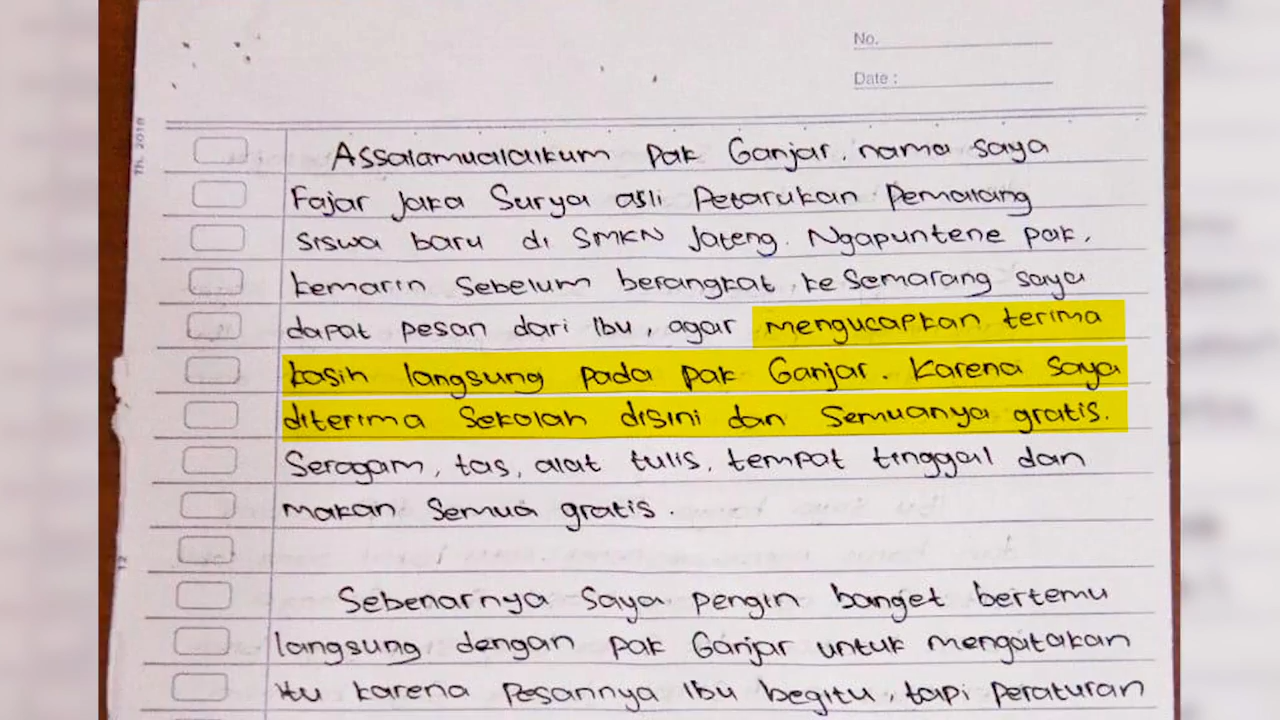 No.
Date :
Th. 2018
Assalamualaikum pak Ganjar, nama saya
Fajar Jaka Surya asli Petarukan Pemalang
siswa baru di SMKN Jateng. Ngapuntene pak,
kemarin sebelum berangkat ke Semarang saya
dapat pesan dari Ibu, agar mengucapkan terima
kasih langsung pada pak Ganjar. Karena saya
diterima sekolah disini dan semuanya gratis.
Seragam, tas, alat tulis, tempat tinggal dan
makan semua gratis.
12
Sebenarnya saya pengin banget bertemu
langsung dengan pak Ganjar untuk mengatakan
itu karena pesannya Ibu begitu, tapi peraturan